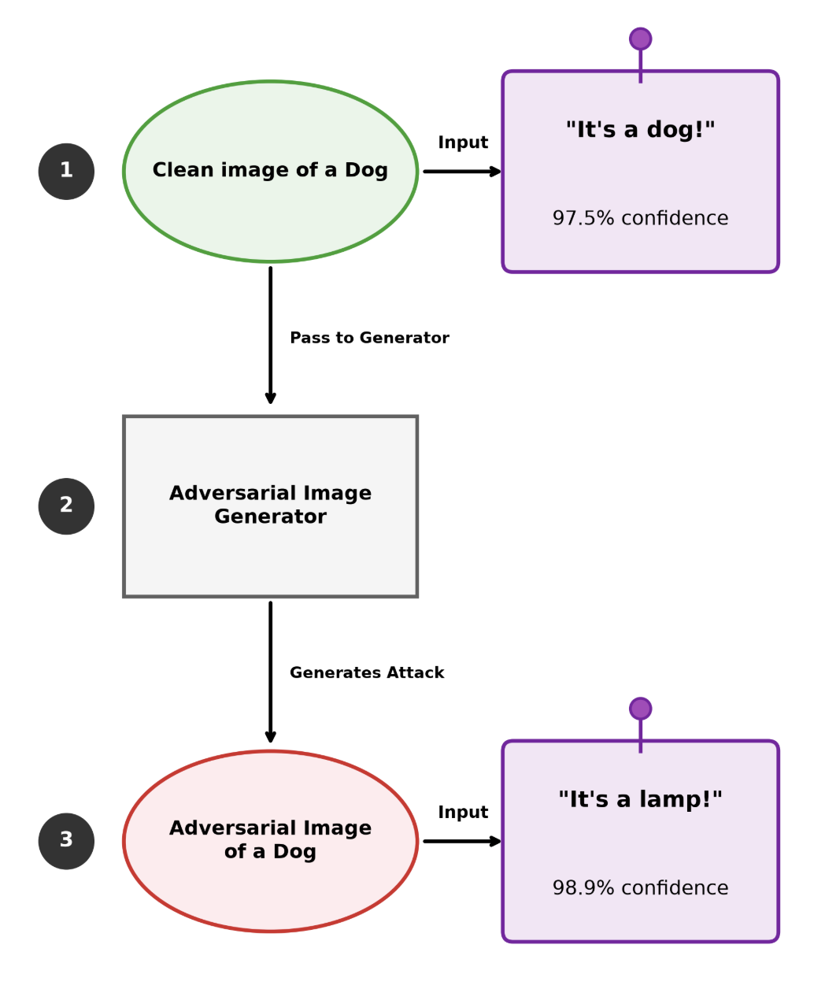 1
Clean image of a Dog
Input
"It's a dog!"
97.5% confidence
Pass to Generator
2
Adversarial Image
Generator
Generates Attack
3
Adversarial Image
of a Dog
Input
"It's a lamp!"
98.9% confidence